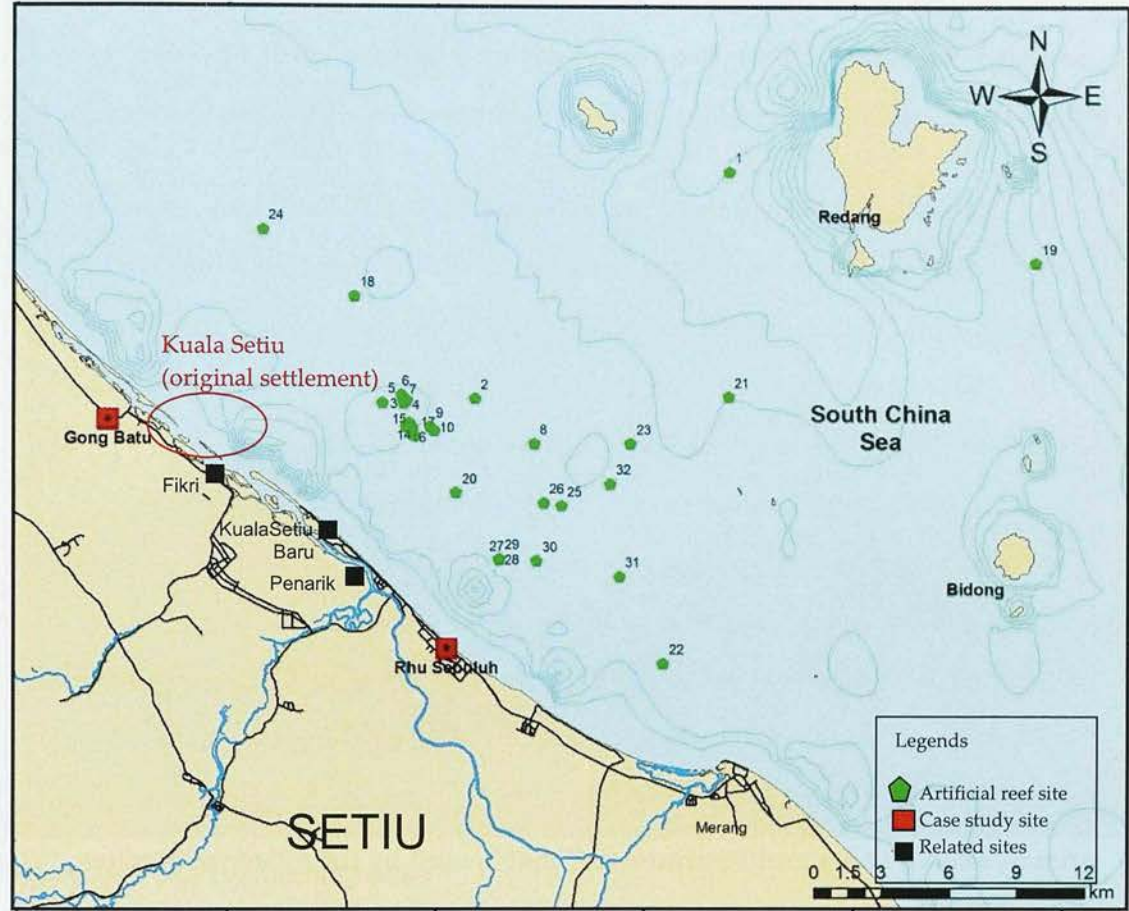 N
W E
S
1
Redang
24
19
18
Kuala Setiu
(original settlement)
6
5 7
3 4
2
9
15 17
14 16 10
21
South China
Sea
Gong Batu
8
23
Fikri
32
20
26 25
KualaSetiu
Baru
27 29
28
30
31
Penarik
Bidong
22
Rhu Sepuluh
SETIU
Merang
Legends
Artificial reef site
Case study site
Related sites
0 1.5 3 6 9 12
km